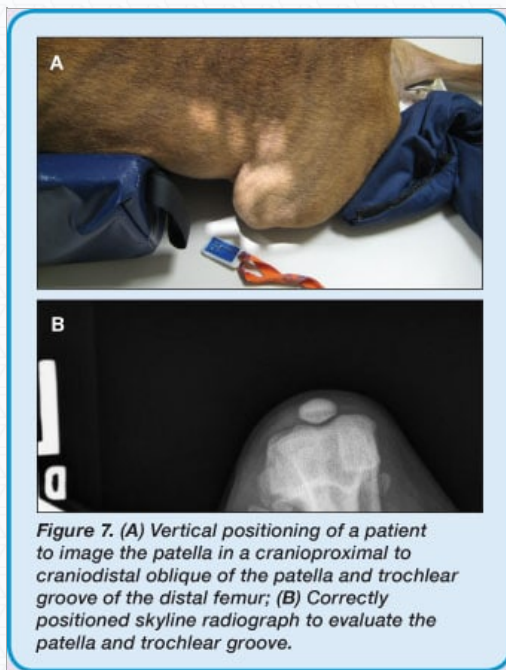 A
B
Figure 7. (A) Vertical positioning of a patient
to image the patella in a cranioproximal to
craniodistal oblique of the patella and trochlear
groove of the distal femur; (B) Correctly
positioned skyline radiograph to evaluate the
patella and trochlear groove.